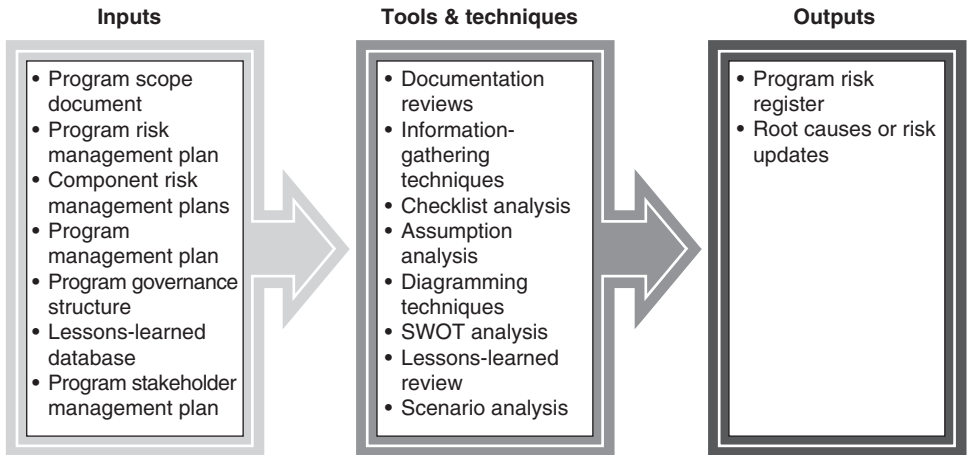 Inputs
• Program scope
document
• Program risk
management plan
• Component risk
management plans
• Program
management plan
• Program governance
structure
• Lessons-learned
database
• Program stakeholder
management plan
Tools & techniques
• Documentation
reviews
• Information-
gathering
techniques
• Checklist analysis
• Assumption
analysis
• Diagramming
techniques
• SWOT analysis
• Lessons-learned
review
• Scenario analysis
Outputs
• Program risk
register
• Root causes or risk
updates